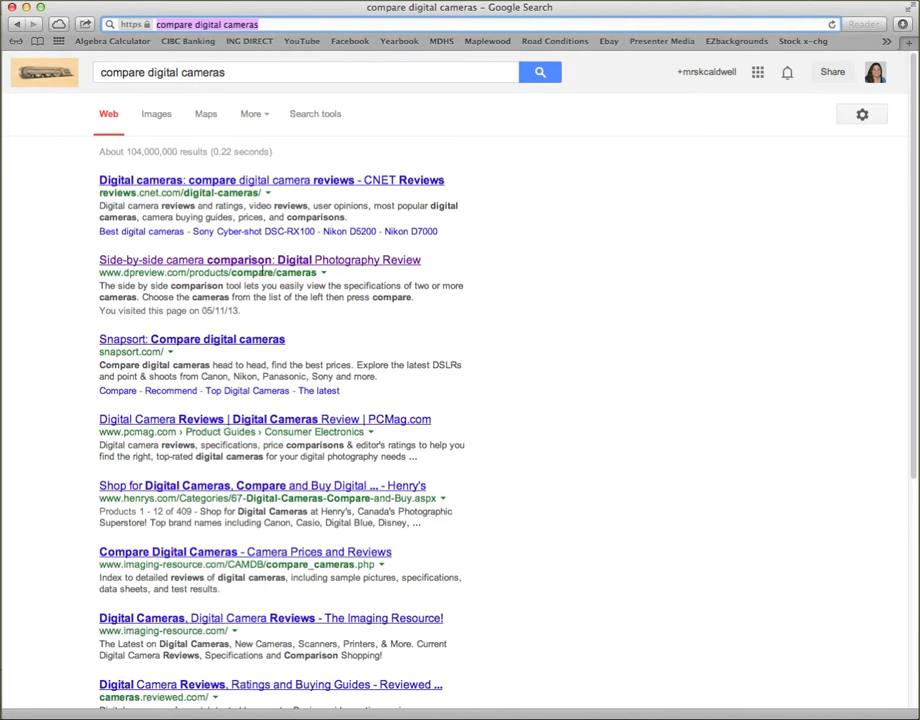 compare digital cameras - Google Search
https compare digital cameras Reader
Algebra Calculator CIBC Banking ING DIRECT YouTube Facebook Yearbook MDHS Maplewood Road Conditions Ebay Presenter Media EZbackgrounds Stock x-chg
compare digital cameras
+mrskcaldwell Share
Web Images Maps More Search tools
About 104,000,000 results (0.22 seconds)
Digital cameras: compare digital camera reviews - CNET Reviews
reviews.cnet.com/digital-cameras/
Digital camera reviews and ratings, video reviews, user opinions, most popular digital
cameras, camera buying guides, prices, and comparisons.
Best digital cameras - Sony Cyber-shot DSC-RX100 - Nikon D5200 - Nikon D7000
Side-by-side camera comparison: Digital Photography Review
www.dpreview.com/products/compare/cameras
The side by side comparison tool lets you easily view the specifications of two or more
cameras. Choose the cameras from the list of the left then press compare.
You visited this page on 05/11/13.
Snapsort: Compare digital cameras
snapsort.com/
Compare digital cameras head to head, find the best prices. Explore the latest DSLRs
and point & shoots from Canon, Nikon, Panasonic, Sony and more.
Compare - Recommend - Top Digital Cameras - The latest
Digital Camera Reviews | Digital Cameras Review | PCMag.com
www.pcmag.com › Product Guides › Consumer Electronics
Digital camera reviews, specifications, price comparisons & editor's ratings to help you
find the right, top-rated digital cameras for your digital photography needs ...
Shop for Digital Cameras, Compare and Buy Digital ... - Henry's
www.henrys.com/Categories/67-Digital-Cameras-Compare-and-Buy.aspx
Products 1 - 12 of 409 - Shop for Digital Cameras at Henry's, Canada's Photographic
Superstore! Top brand names including Canon, Casio, Digital Blue, Disney, ...
Compare Digital Cameras - Camera Prices and Reviews
www.imaging-resource.com/CAMDB/compare_cameras.php
Index to detailed reviews of digital cameras, including sample pictures, specifications,
data sheets, and test results.
Digital Cameras, Digital Camera Reviews - The Imaging Resource!
www.imaging-resource.com/
The Latest on Digital Cameras, New Cameras, Scanners, Printers, & More. Current
Digital Camera Reviews, Specifications and Comparison Shopping!
Digital Camera Reviews, Ratings and Buying Guides - Reviewed ...
cameras.reviewed.com/